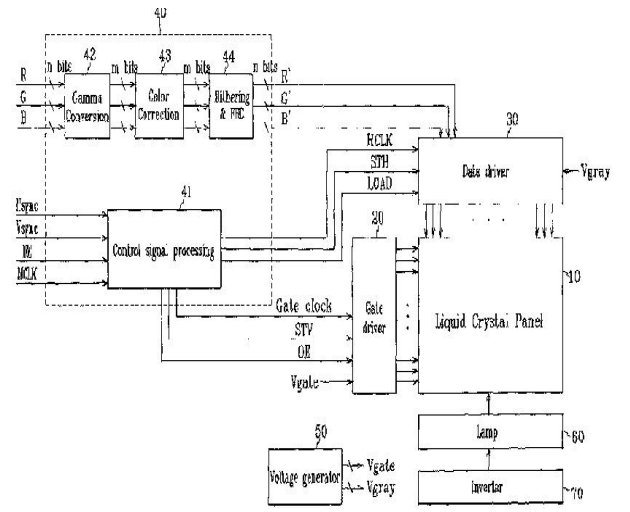 40
n bits
42
m bits
43
m bits
44
n bits
R
G
B
Gamma
Conversion
Color
Correction
Dithering
& FRC
R'
G'
B'
30
HCLK
STH
LOAD
Data driver
Vgray
Hsync
Vsync
DE
MCLK
41
Control signal processing
20
Gate
driver
10
Liquid Crystal Panel
Gate clock
STV
OE
Vgate
Lamp
60
50
Voltage generator
Vgate
Vgray
Inverter
70